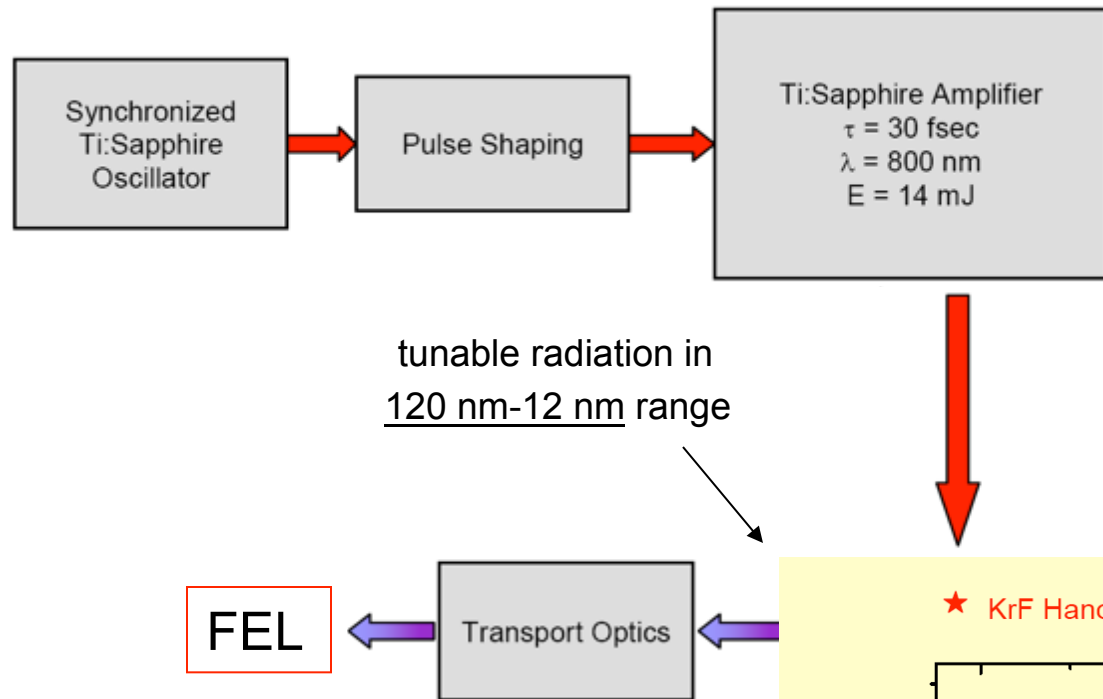 Synchronized
Ti:Sapphire
Oscillator
Pulse Shaping
Ti:Sapphire Amplifier
τ = 30 fsec
λ = 800 nm
E = 14 mJ
tunable radiation in
120 nm-12 nm range
FEL
Transport Optics
KrF